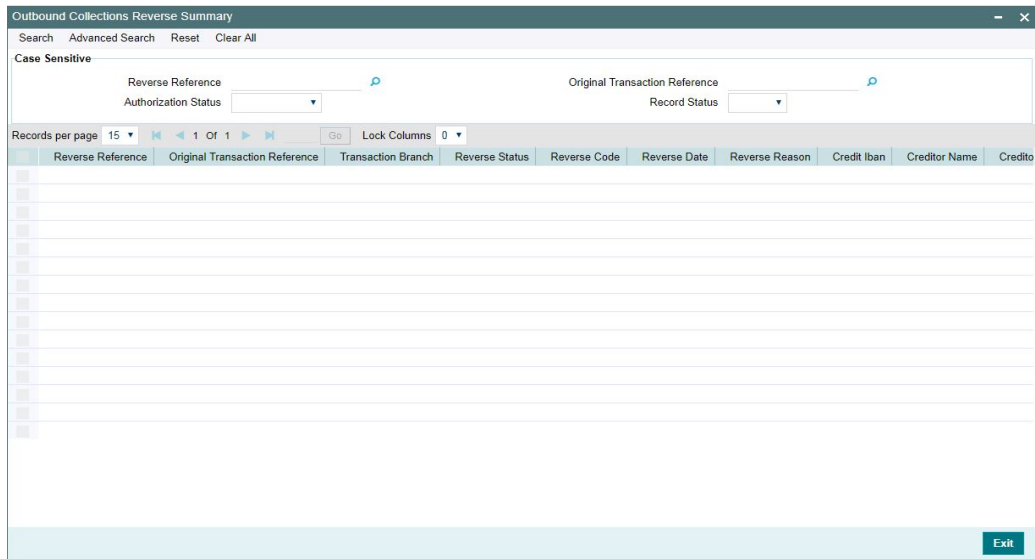 Outbound Collections Reverse Summary
Search Advanced Search Reset Clear All
Case Sensitive
Reverse Reference Original Transaction Reference
Authorization Status Record Status
Records per page 15 1 Of 1 Go Lock Columns 0
Reverse Reference Original Transaction Reference Transaction Branch Reverse Status Reverse Code Reverse Date Reverse Reason Credit Iban Creditor Name Credito
Exit